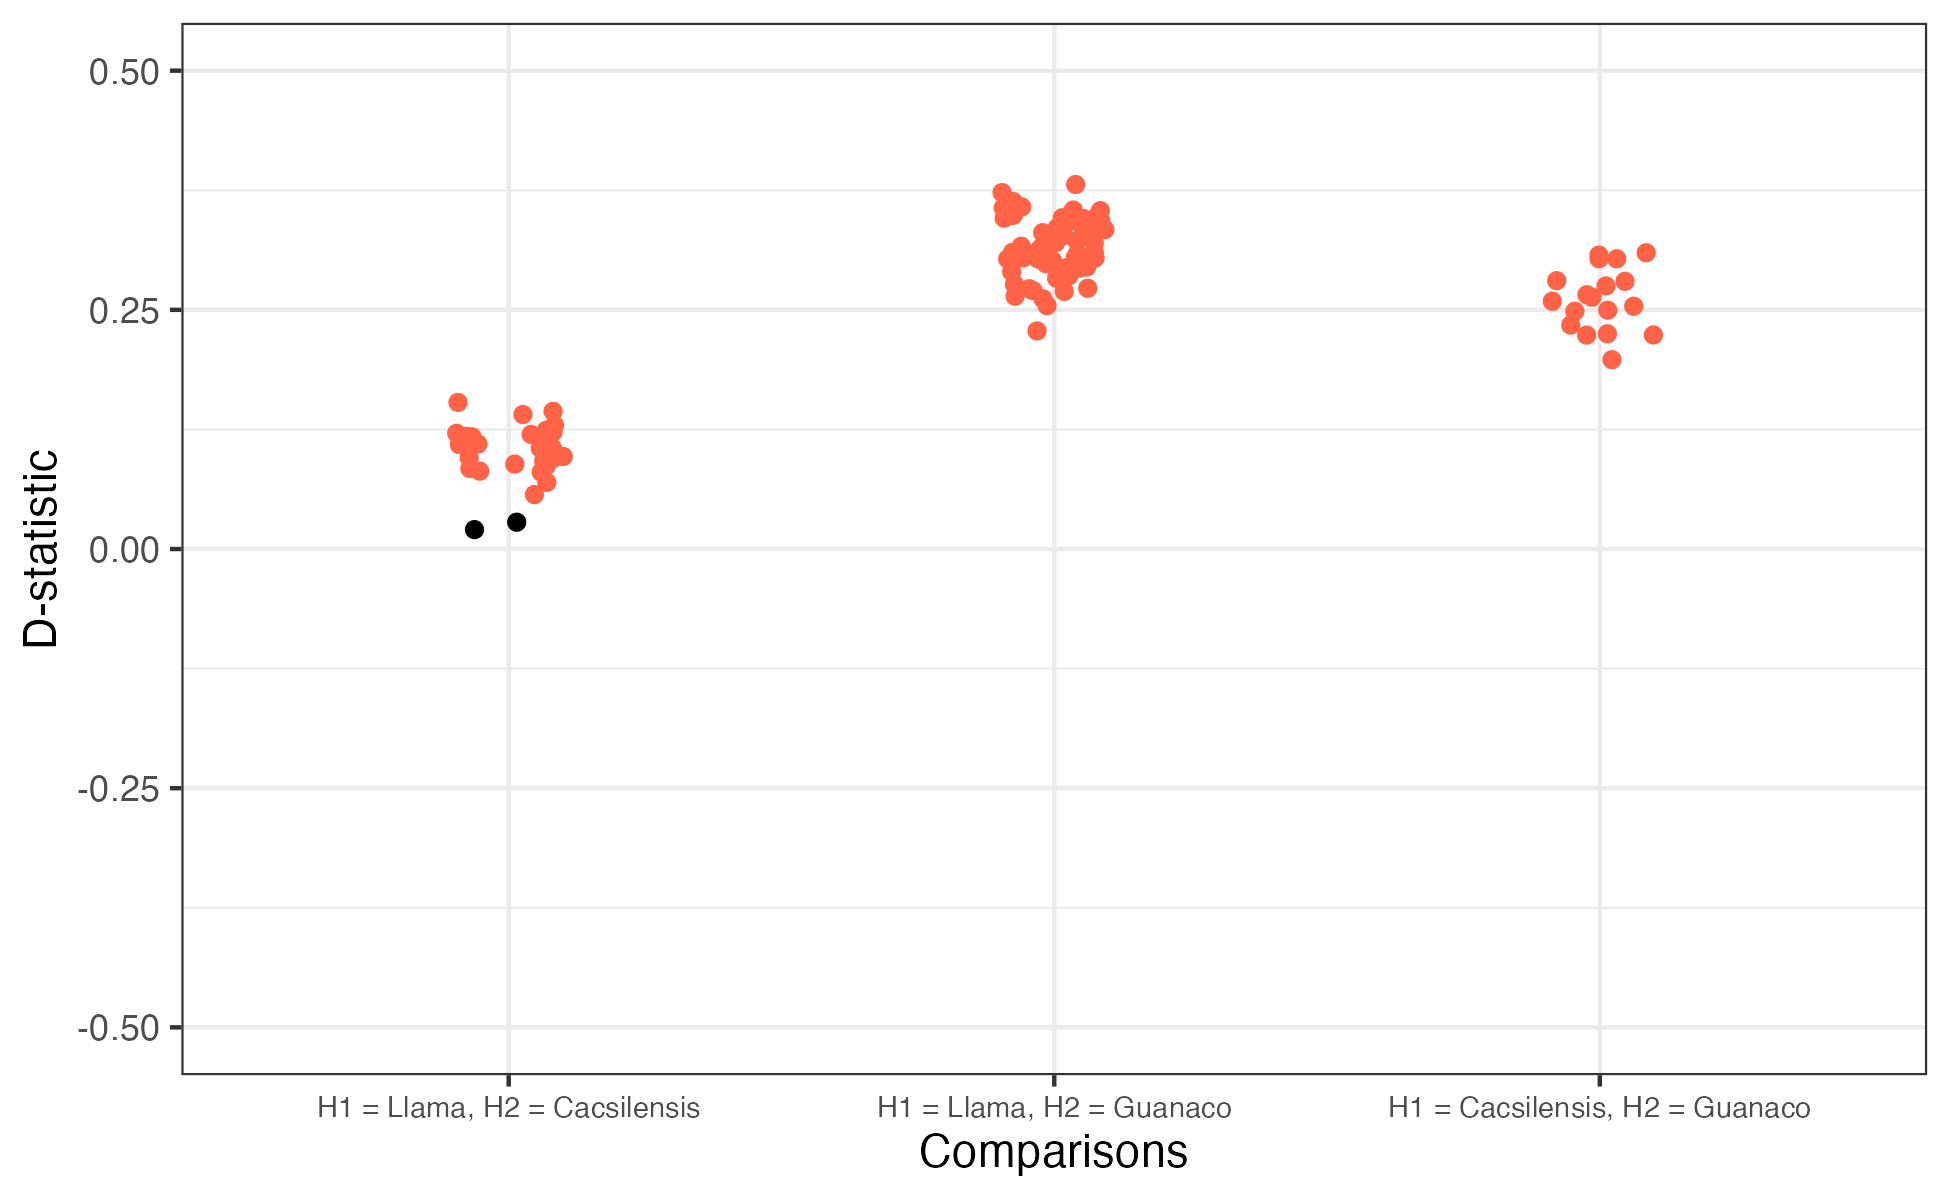 0.50
0.25
0.00
-0.25
-0.50
D-statistic
H1 = Llama, H2 = Cacsilensis
H1 = Llama, H2 = Guanaco
H1 = Cacsilensis, H2 = Guanaco
Comparisons